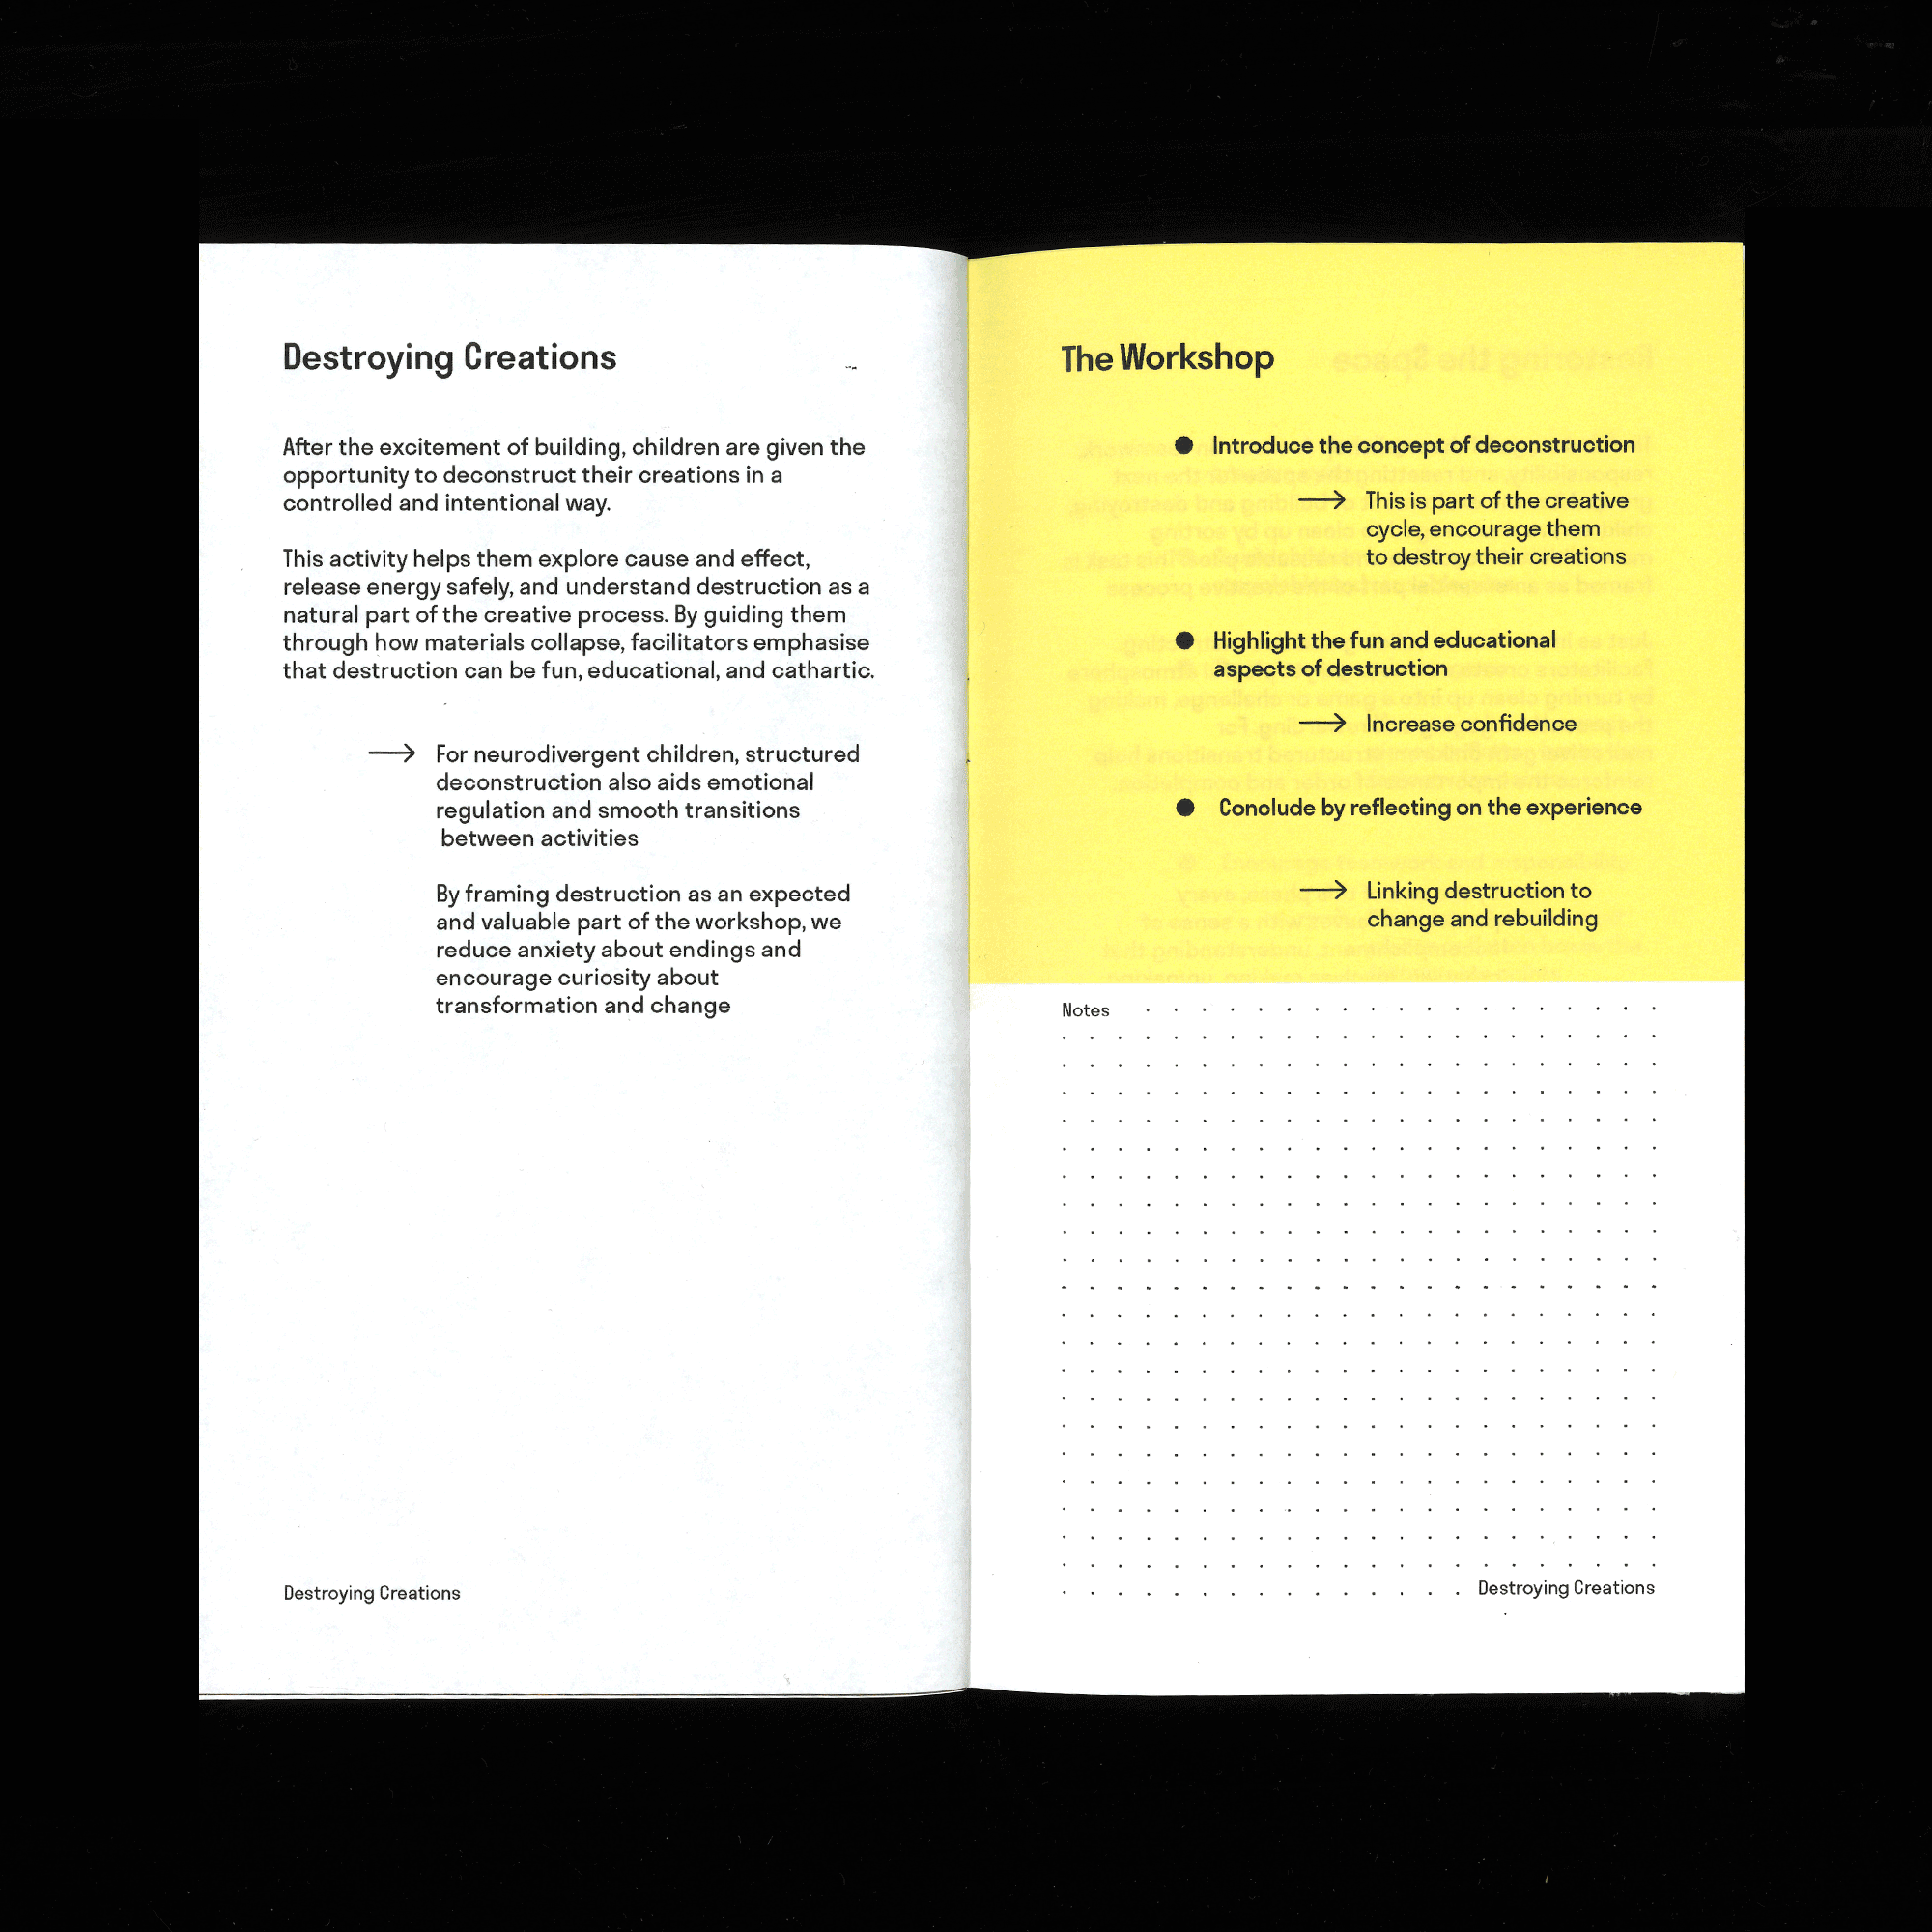 Destroying Creations
After the excitement of building, children are given the
opportunity to deconstruct their creations in a
controlled and intentional way.
This activity helps them explore cause and effect,
release energy safely, and understand destruction as a
natural part of the creative process. By guiding them
through how materials collapse, facilitators emphasise
that destruction can be fun, educational, and cathartic.
→ For neurodivergent children, structured
deconstruction also aids emotional
regulation and smooth transitions
between activities
By framing destruction as an expected
and valuable part of the workshop, we
reduce anxiety about endings and
encourage curiosity about
transformation and change
Destroying Creations
The Workshop
● Introduce the concept of deconstruction
→ This is part of the creative
cycle, encourage them
to destroy their creations
● Highlight the fun and educational
aspects of destruction
→ Increase confidence
● Conclude by reflecting on the experience
→ Linking destruction to
change and rebuilding
Notes
Destroying Creations